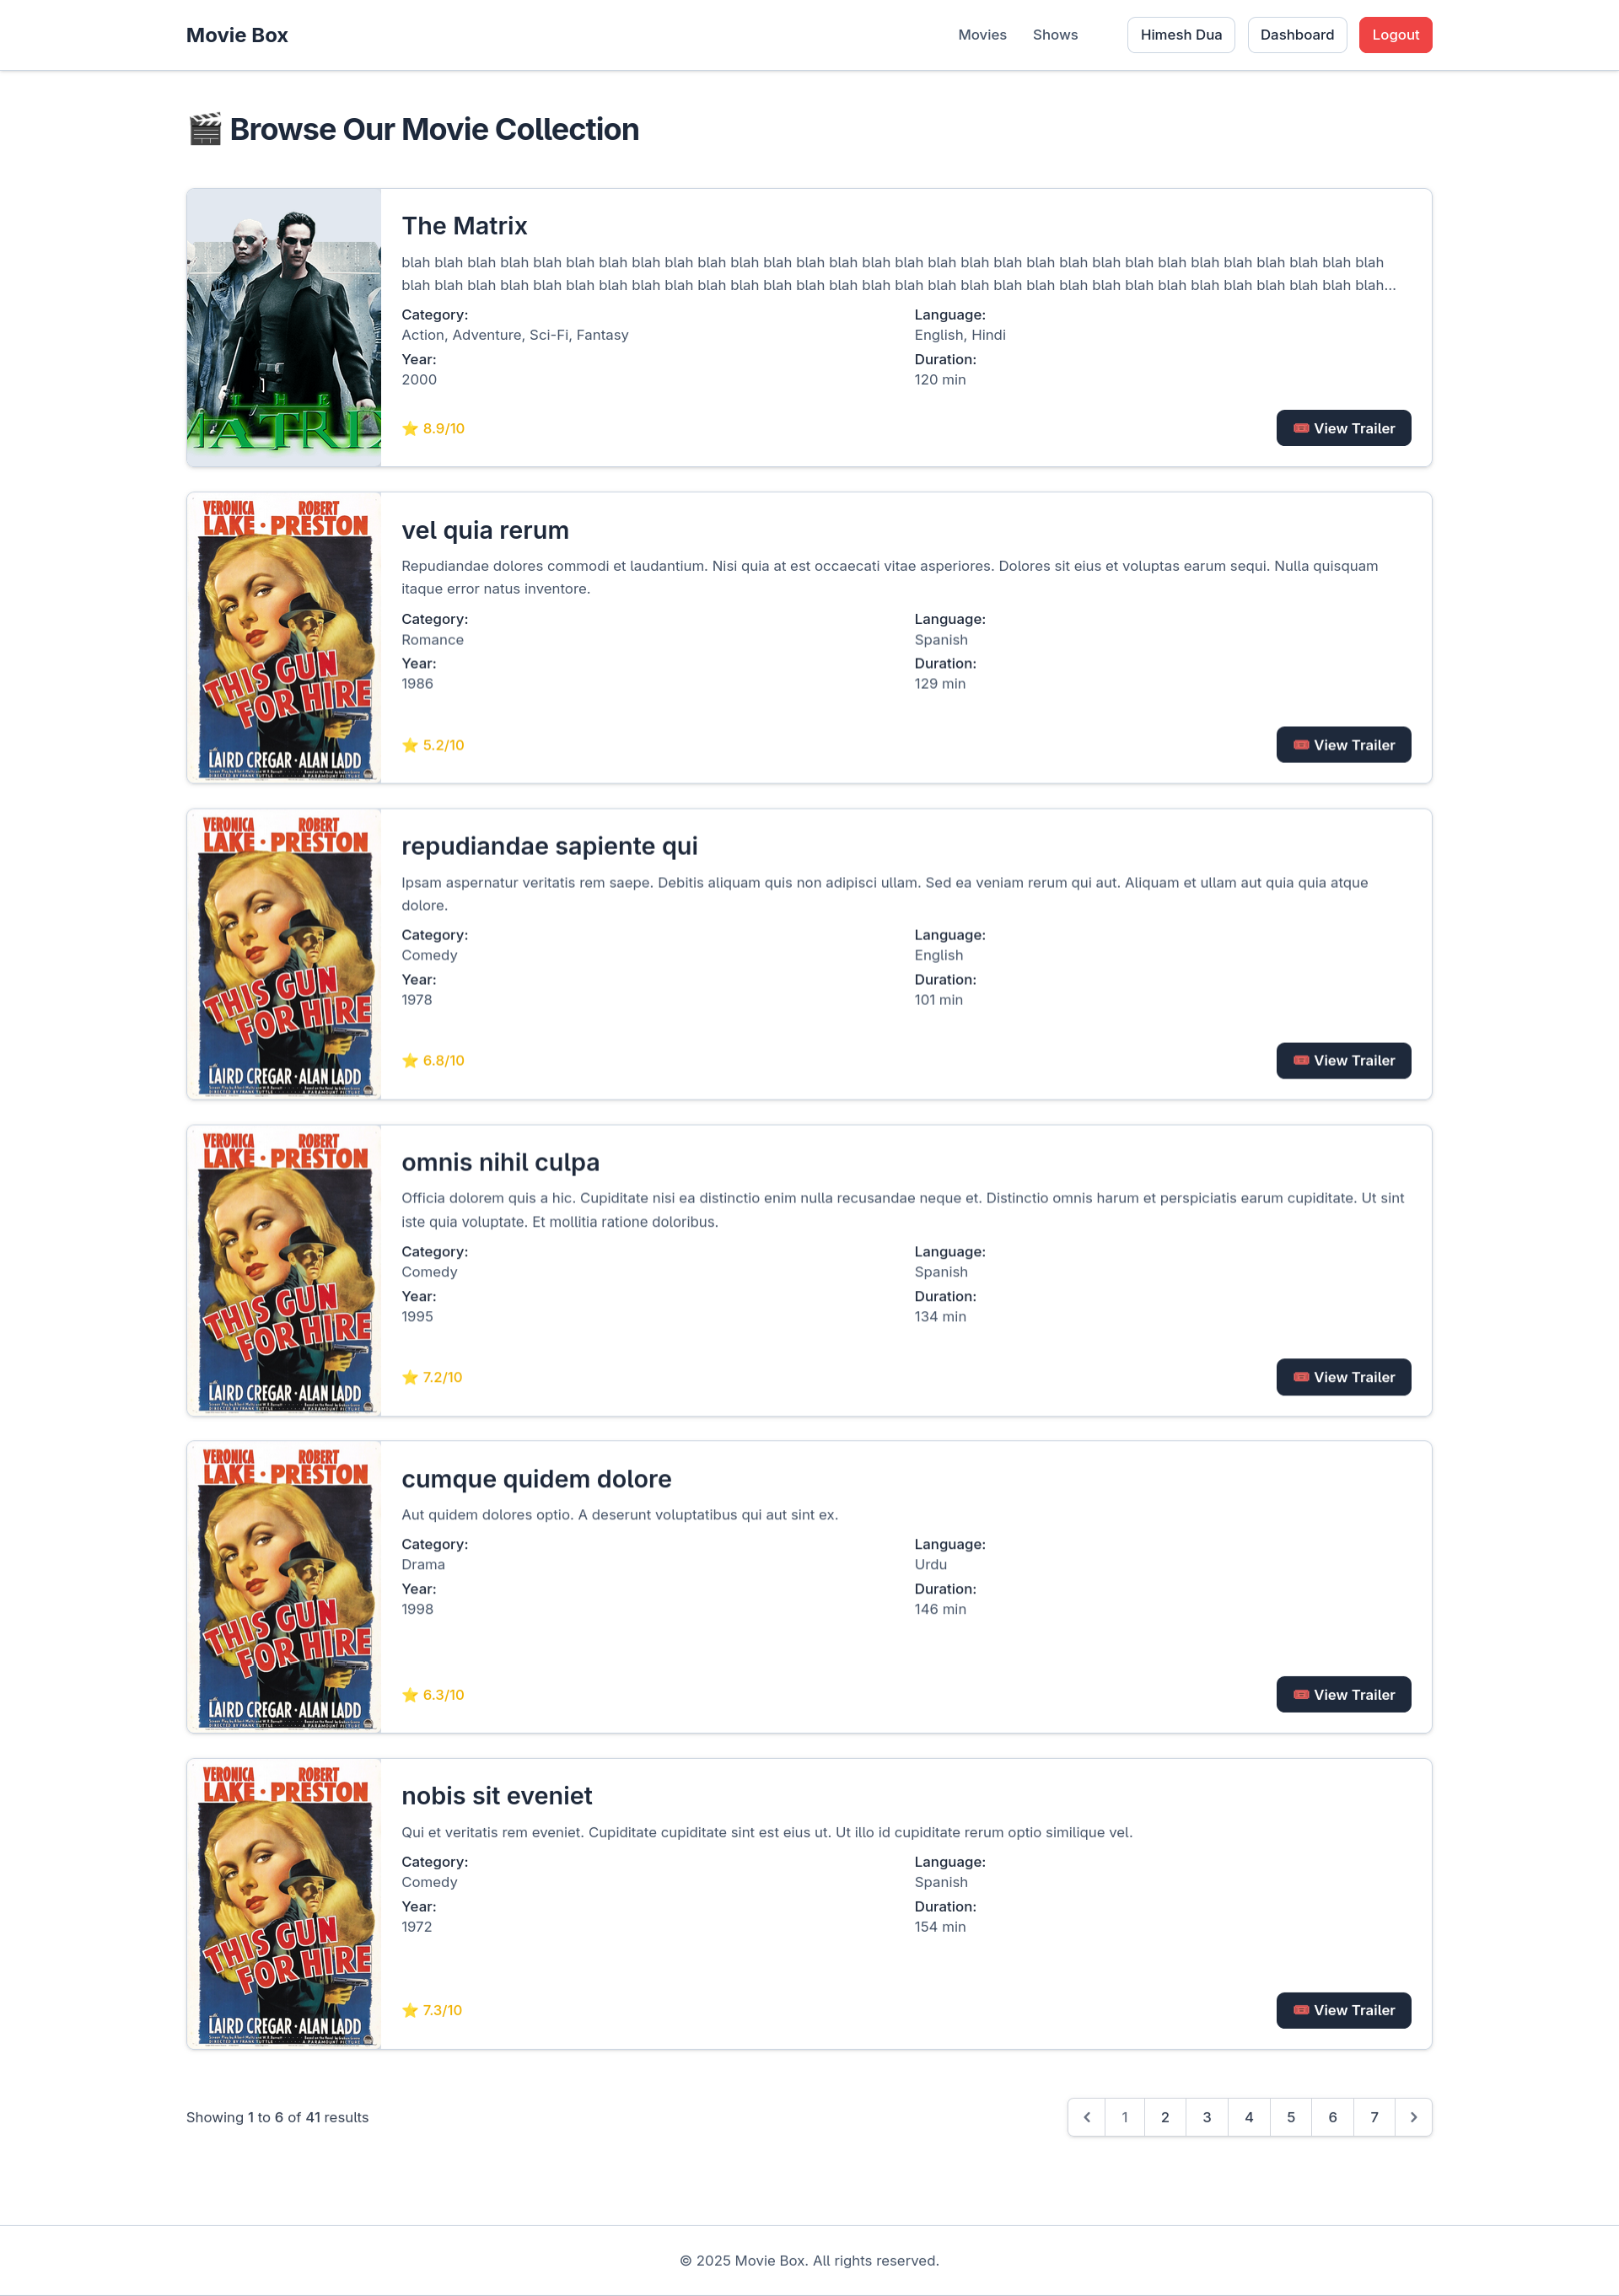 Movie Box
Movies Shows Himesh Dua Dashboard Logout
🎬 Browse Our Movie Collection
THE
MATRIX
The Matrix
blah blah blah blah blah blah blah blah blah blah blah blah blah blah blah blah blah blah blah blah blah blah blah blah blah blah blah blah blah blah
blah blah blah blah blah blah blah blah blah blah blah blah blah blah blah blah blah blah blah blah blah blah blah blah blah blah blah blah blah blah...
Category: Language:
Action, Adventure, Sci-Fi, Fantasy English, Hindi
Year: Duration:
2000 120 min
⭐ 8.9/10 View Trailer
VERONICA ROBERT
LAKE · PRESTON
THIS GUN
FOR HIRE
LAIRD CREGAR · ALAN LADD
vel quia rerum
Repudiandae dolores commodi et laudantium. Nisi quia at est occaecati vitae asperiores. Dolores sit eius et voluptas earum sequi. Nulla quisquam
itaque error natus inventore.
Category: Language:
Romance Spanish
Year: Duration:
1986 129 min
⭐ 5.2/10 View Trailer
VERONICA ROBERT
LAKE · PRESTON
THIS GUN
FOR HIRE
LAIRD CREGAR · ALAN LADD
repudiandae sapiente qui
Ipsam aspernatur veritatis rem saepe. Debitis aliquam quis non adipisci ullam. Sed ea veniam rerum qui aut. Aliquam et ullam aut quia quia atque
dolore.
Category: Language:
Comedy English
Year: Duration:
1978 101 min
⭐ 6.8/10 View Trailer
VERONICA ROBERT
LAKE · PRESTON
THIS GUN
FOR HIRE
LAIRD CREGAR · ALAN LADD
omnis nihil culpa
Officia dolorem quis a hic. Cupiditate nisi ea distinctio enim nulla recusandae neque et. Distinctio omnis harum et perspiciatis earum cupiditate. Ut sint
iste quia voluptate. Et mollitia ratione doloribus.
Category: Language:
Comedy Spanish
Year: Duration:
1995 134 min
⭐ 7.2/10 View Trailer
VERONICA ROBERT
LAKE · PRESTON
THIS GUN
FOR HIRE
LAIRD CREGAR · ALAN LADD
cumque quidem dolore
Aut quidem dolores optio. A deserunt voluptatibus qui aut sint ex.
Category: Language:
Drama Urdu
Year: Duration:
1998 146 min
⭐ 6.3/10 View Trailer
VERONICA ROBERT
LAKE · PRESTON
THIS GUN
FOR HIRE
LAIRD CREGAR · ALAN LADD
nobis sit eveniet
Qui et veritatis rem eveniet. Cupiditate cupiditate sint est eius ut. Ut illo id cupiditate rerum optio similique vel.
Category: Language:
Comedy Spanish
Year: Duration:
1972 154 min
⭐ 7.3/10 View Trailer
Showing 1 to 6 of 41 results 1 2 3 4 5 6 7
© 2025 Movie Box. All rights reserved.